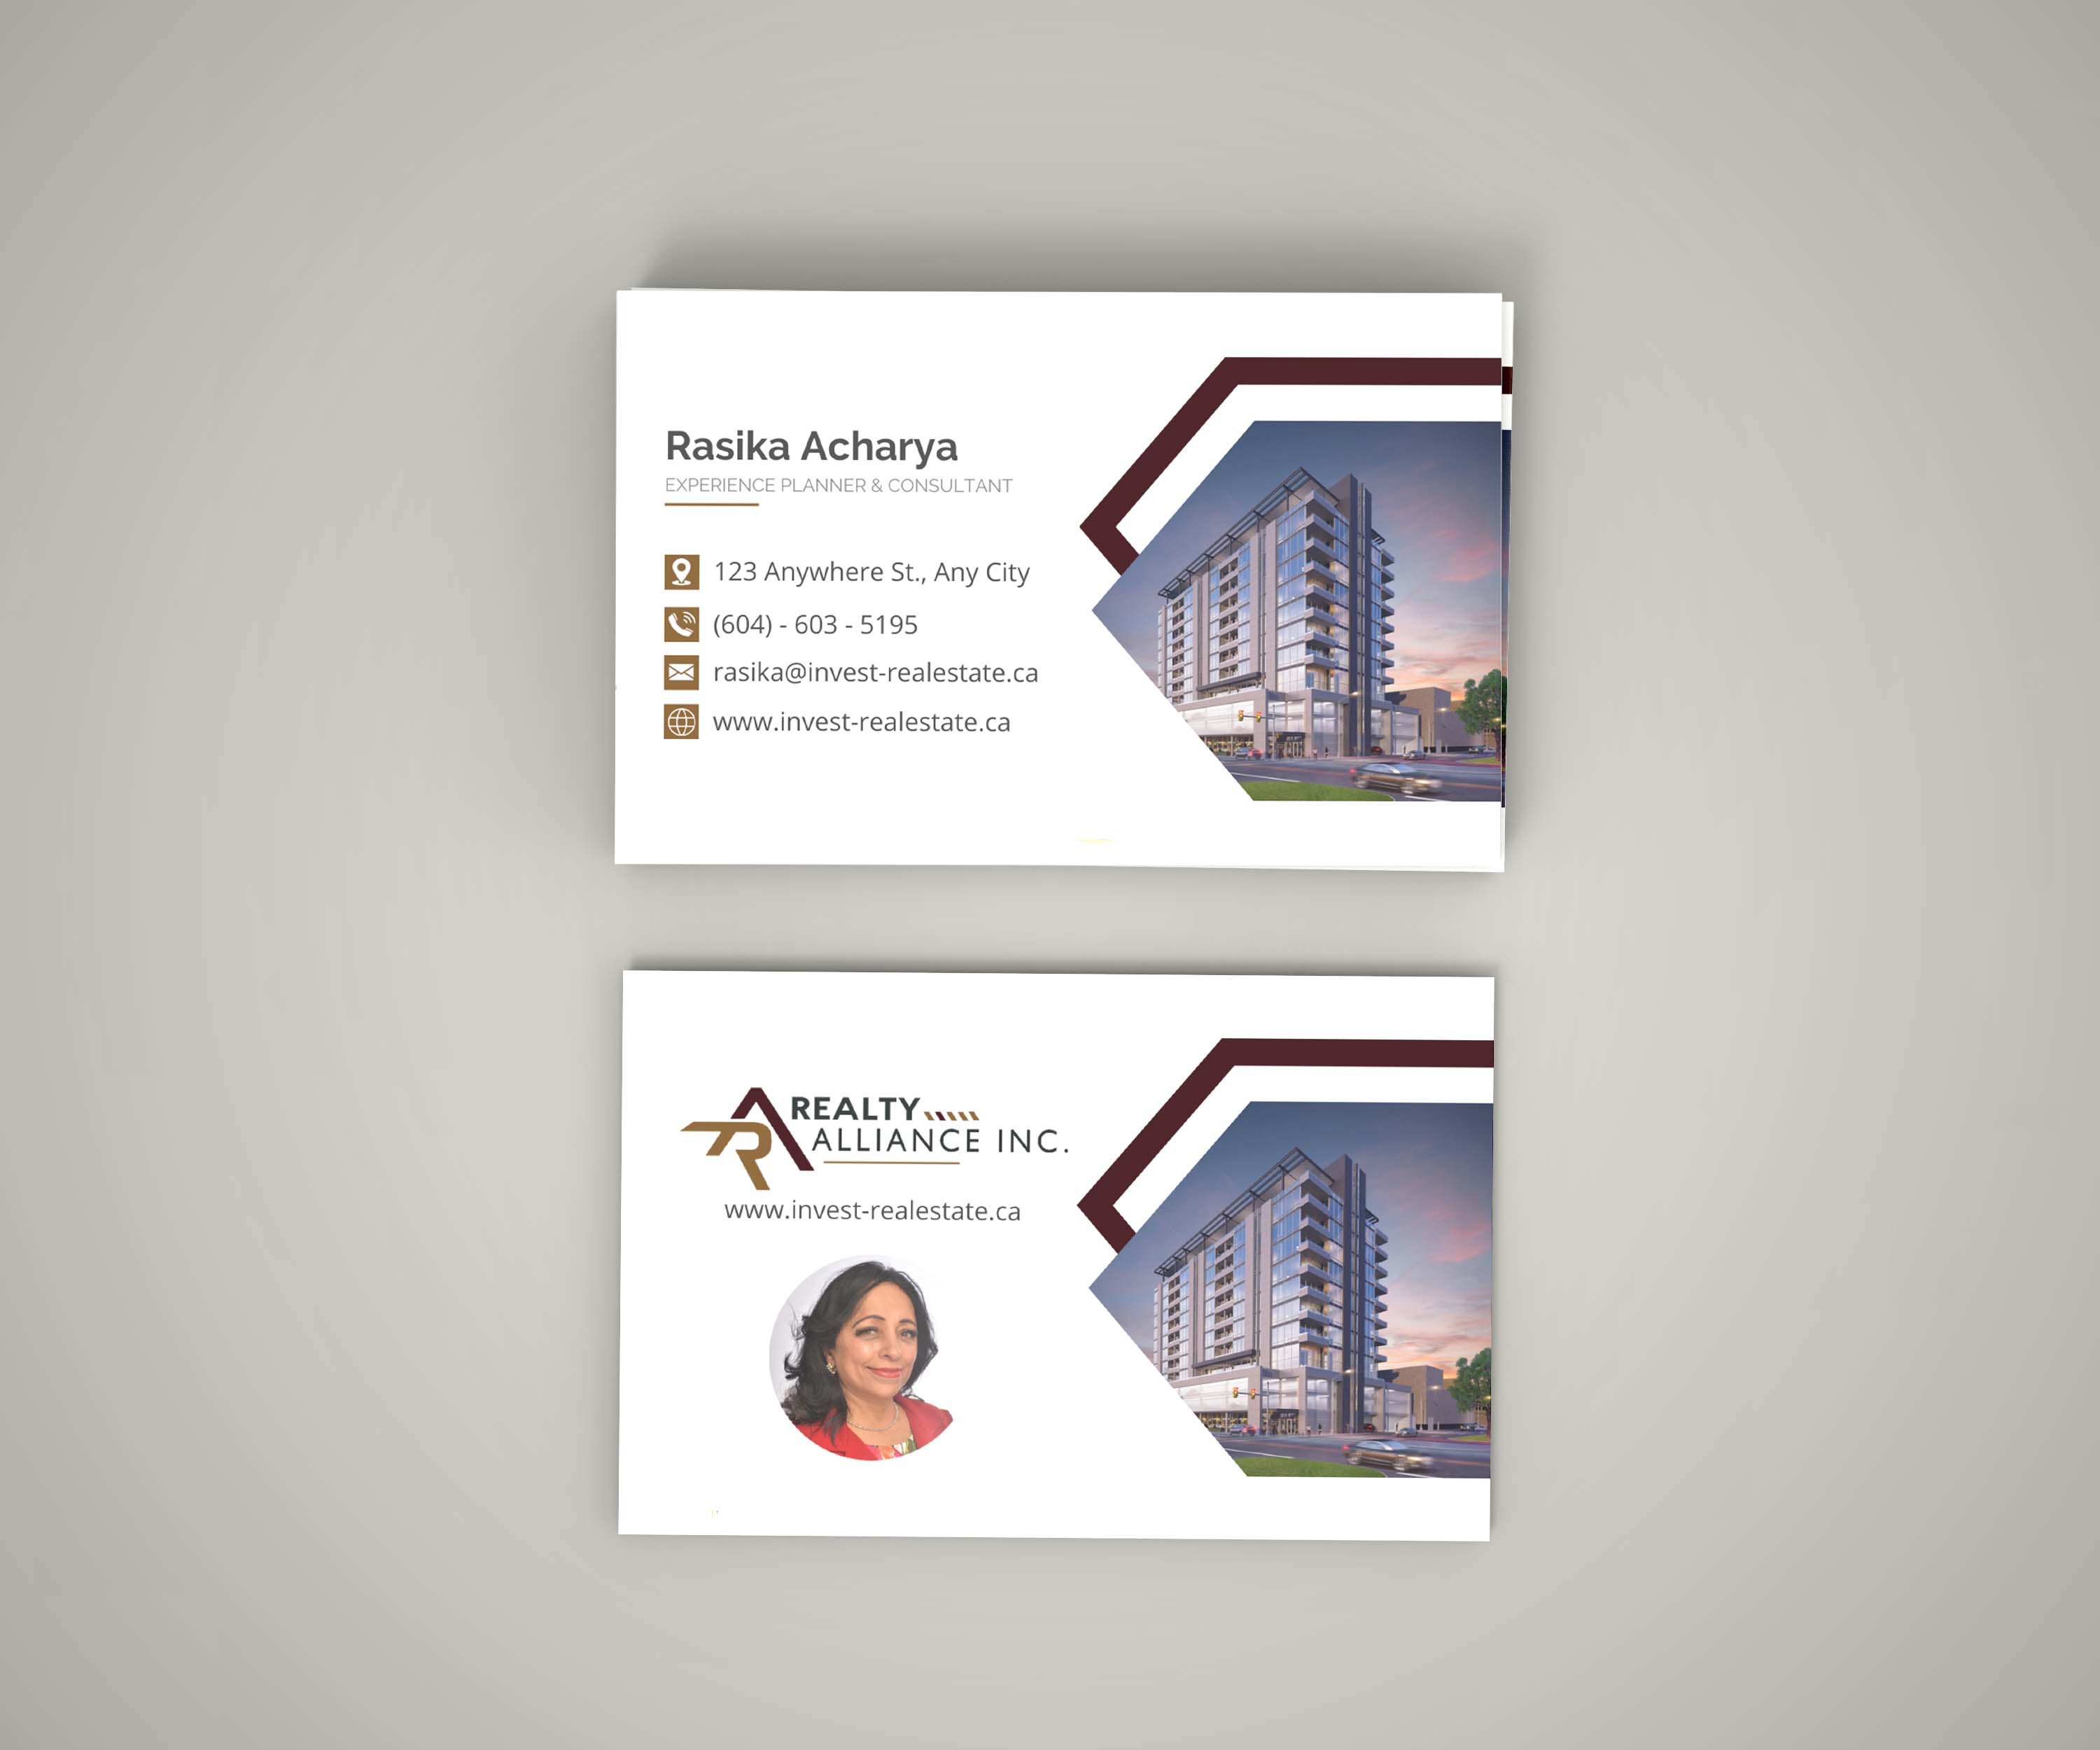 Rasika Acharya
EXPERIENCE PLANNER & CONSULTANT
123 Anywhere St., Any City
(604) - 603 - 5195
rasika@invest-realestate.ca
www.invest-realestate.ca
REALTY
ALLIANCE INC.
www.invest-realestate.ca